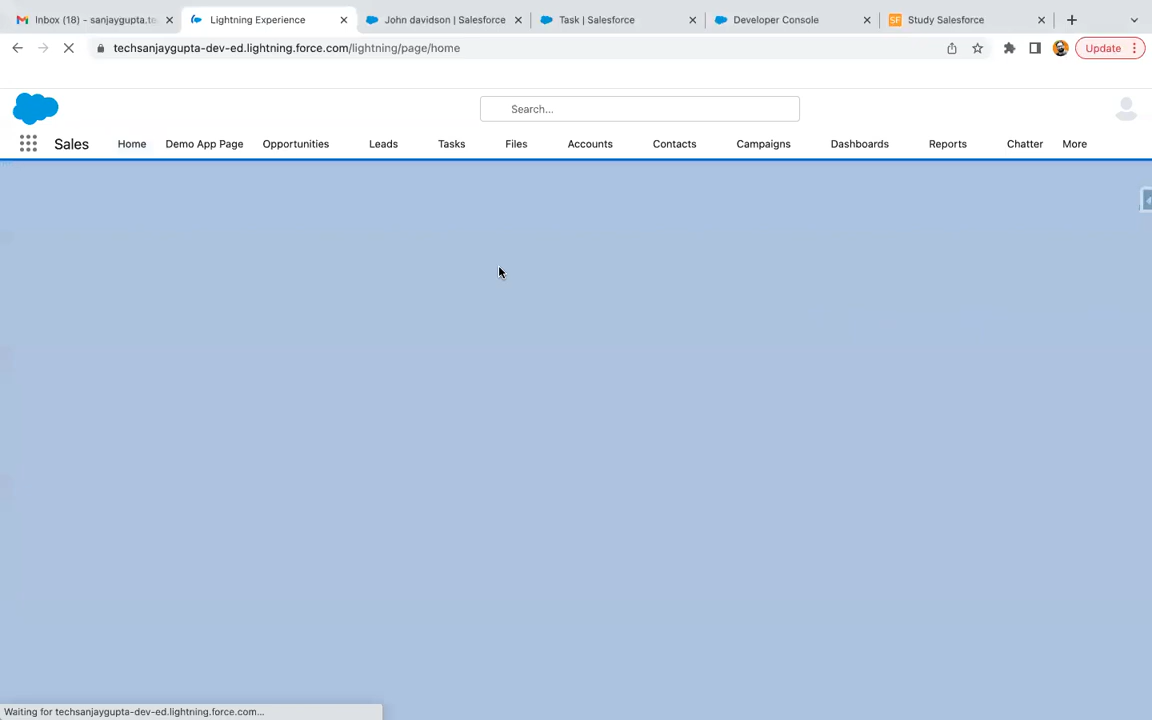 Inbox (18) - sanjaygupta.te
Lightning Experience
John davidson | Salesforce
Task | Salesforce
Developer Console
SF Study Salesforce
techsanjaygupta-dev-ed.lightning.force.com/lightning/page/home
Update
Search...
Sales Home Demo App Page Opportunities Leads Tasks Files Accounts Contacts Campaigns Dashboards Reports Chatter More
Waiting for techsanjaygupta-dev-ed.lightning.force.com...